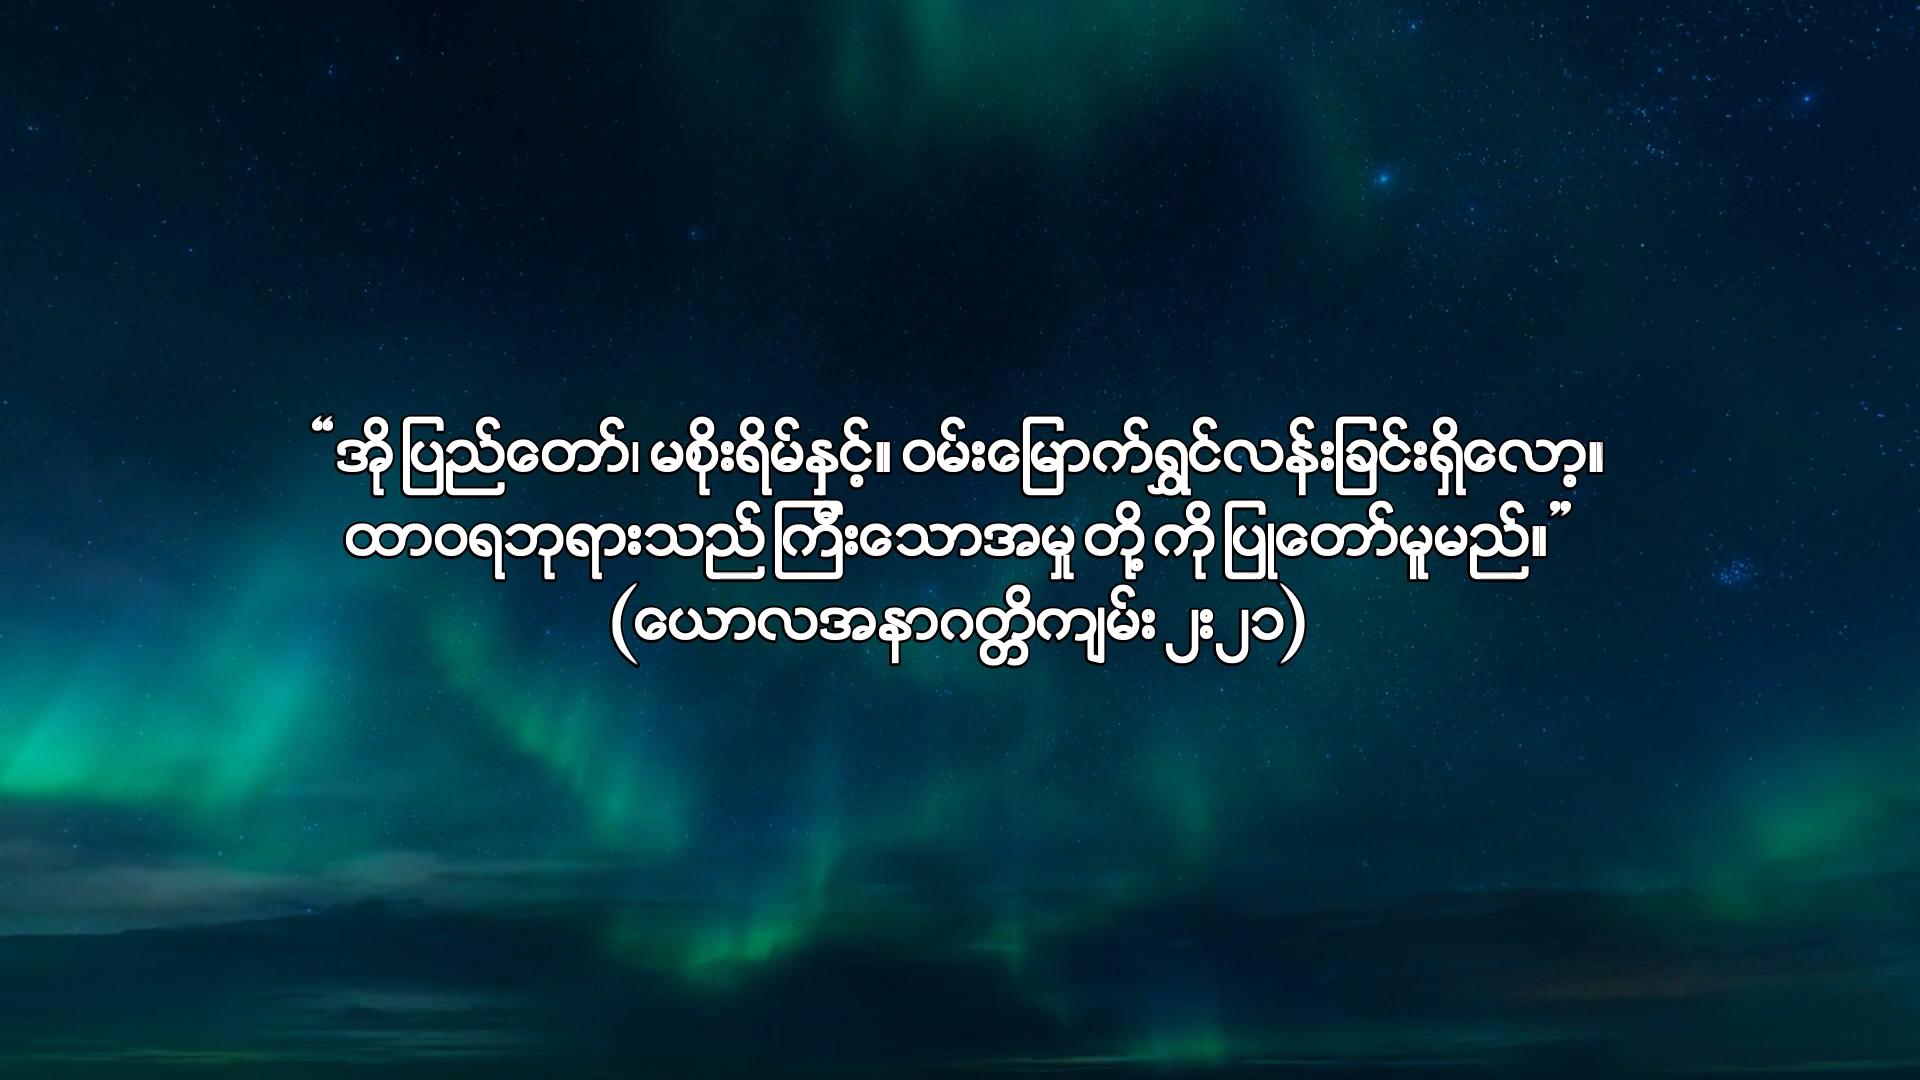 “အို ပြည်တော်၊ မစိုးရိမ်နှင့်။ ဝမ်းမြောက်ရွှင်လန်းခြင်းရှိလော့။
ထာဝရဘုရားသည် ကြီးသောအမှု တို့ ကို ပြုတော်မူမည်။”
(ယောလအနာဂတ္တိကျမ်း ၂း၂၁)